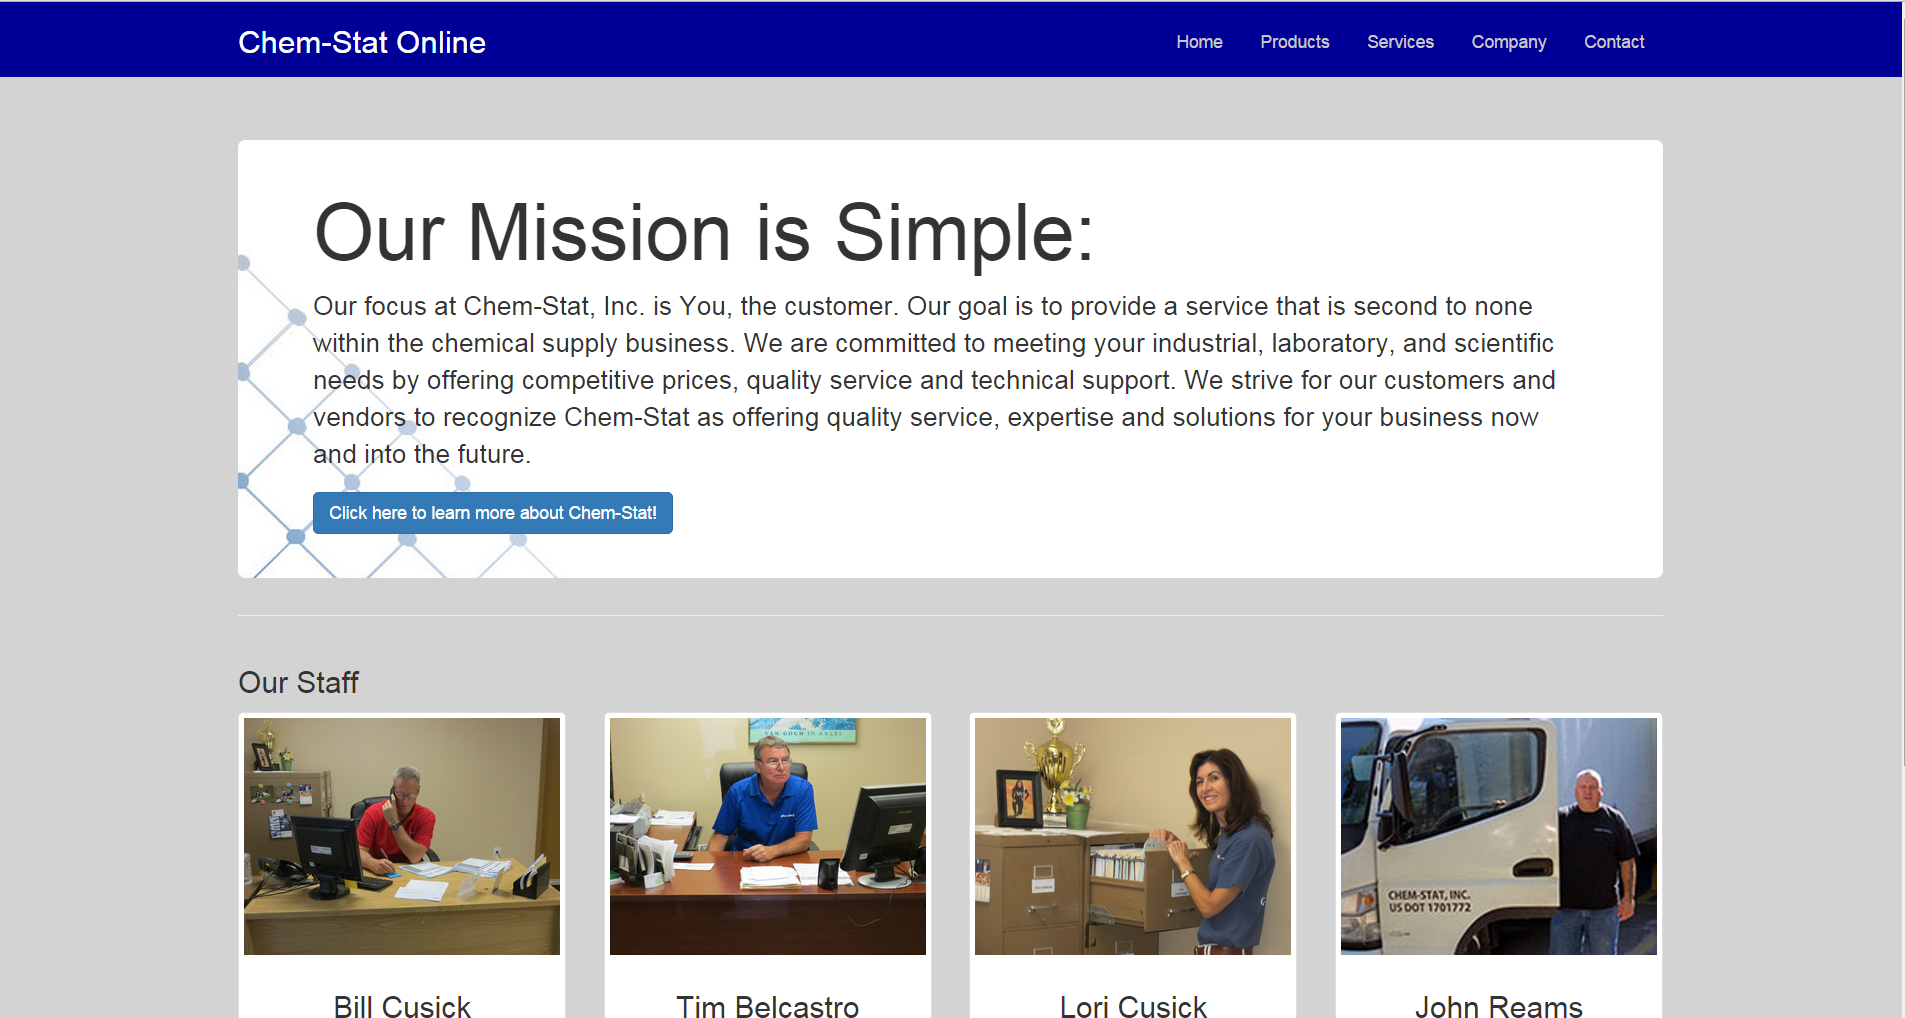 Chem-Stat Online
Home Products Services Company Contact
Our Mission is Simple:
Our focus at Chem-Stat, Inc. is You, the customer. Our goal is to provide a service that is second to none
within the chemical supply business. We are committed to meeting your industrial, laboratory, and scientific
needs by offering competitive prices, quality service and technical support. We strive for our customers and
vendors to recognize Chem-Stat as offering quality service, expertise and solutions for your business now
and into the future.
Click here to learn more about Chem-Stat!
Our Staff
VAN GOGH IN ARLES
CHEM-STAT, INC.
US DOT 1701772
Bill Cusick
Tim Belcastro
Lori Cusick
John Reams